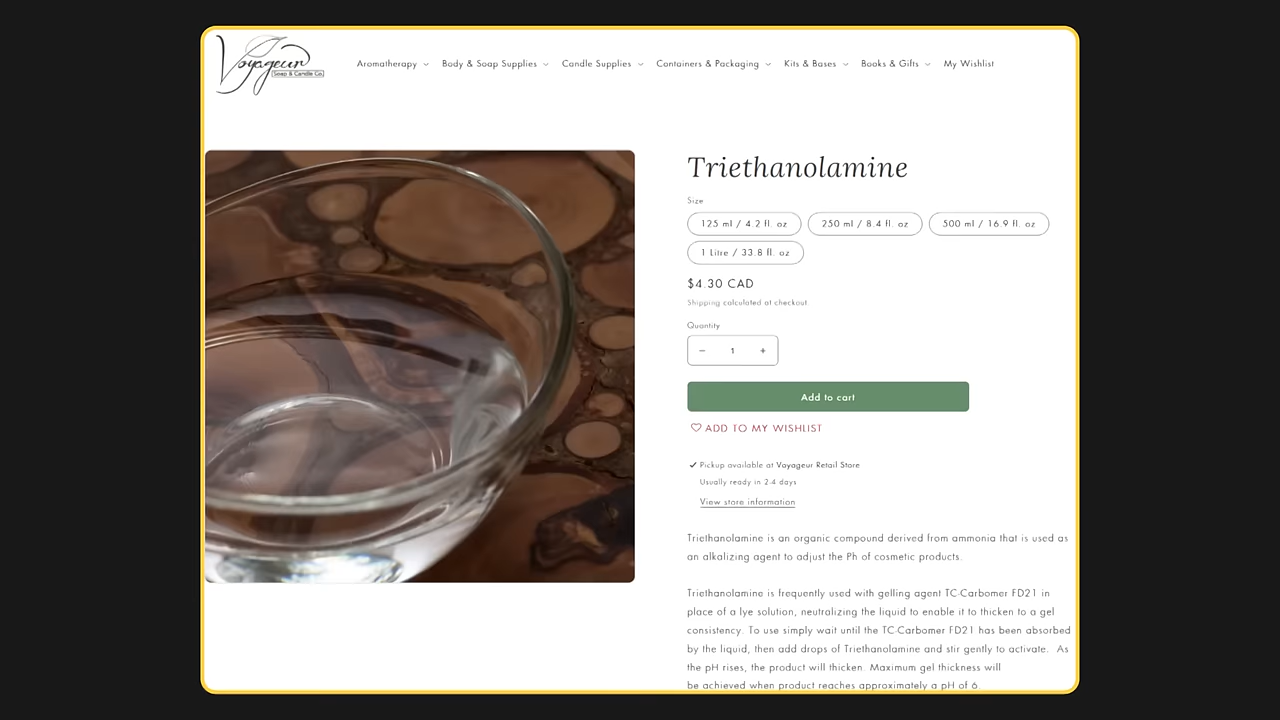 Voyageur
Soap & Candle Co.
Aromatherapy
Body & Soap Supplies
Candle Supplies
Containers & Packaging
Kits & Bases
Books & Gifts
My Wishlist
Triethanolamine
Size
125 ml / 4.2 fl. oz
250 ml / 8.4 fl. oz
500 ml / 16.9 fl. oz
1 Litre / 33.8 fl. oz
$4.30 CAD
Shipping calculated at checkout.
Quantity
− 1 +
Add to cart
ADD TO MY WISHLIST
Pickup available at Voyageur Retail Store
Usually ready in 2-4 days
View store information
Triethanolamine is an organic compound derived from ammonia that is used as
an alkalizing agent to adjust the Ph of cosmetic products.
Triethanolamine is frequently used with gelling agent TC-Carbomer FD21 in
place of a lye solution, neutralizing the liquid to enable it to thicken to a gel
consistency. To use simply wait until the TC-Carbomer FD21 has been absorbed
by the liquid, then add drops of Triethanolamine and stir gently to activate. As
the pH rises, the product will thicken. Maximum gel thickness will
be achieved when product reaches approximately a pH of 6.